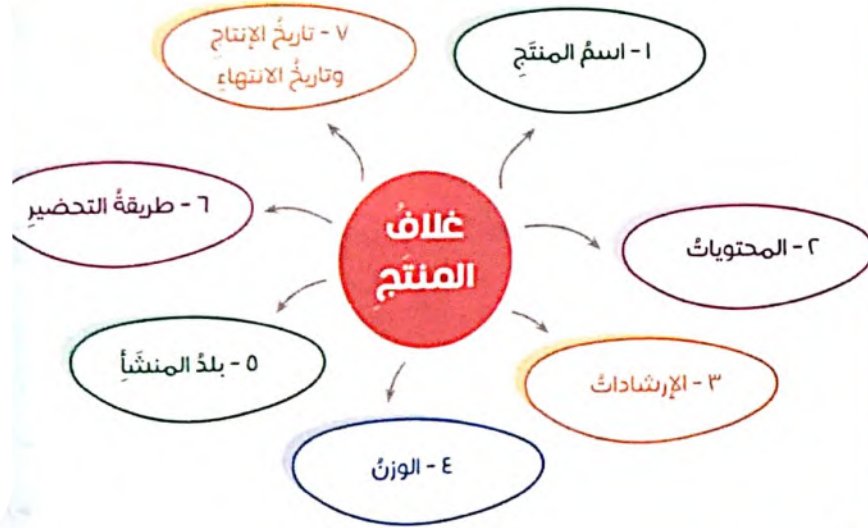 غلافُ
المنتَجِ
١ - اسمُ المنتَجِ
٢ - المحتوياتُ
٣ - الإرشاداتُ
٤ - الوزنُ
٥ - بلدُ المنشَأِ
٦ - طريقةُ التحضيرِ
٧ - تاريخُ الإنتاجِ
وتاريخُ الانتهاءِ